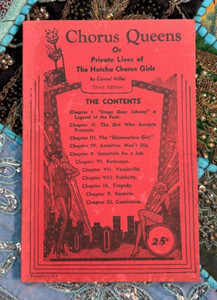 Chorus Queens
Or
Private Lives of
The Hotcha Chorus Girls
by Conrad Miller
Third Edition
THE CONTENTS
Chapter I. "Stage Door Johnny" a
Legend of the Past.
Chapter II. The Girl Who Accepts
Presents.
Chapter III. The "Glamourless Girl."
Chapter IV. Ambition Won't Die.
Chapter V. Essentials for a Job.
Chapter VI. Burlesque.
Chapter VII. Vaudeville.
Chapter VIII. Publicity.
Chapter IX. Tragedy.
Chapter X. Rackets.
Chapter XI. Conclusion.
25¢